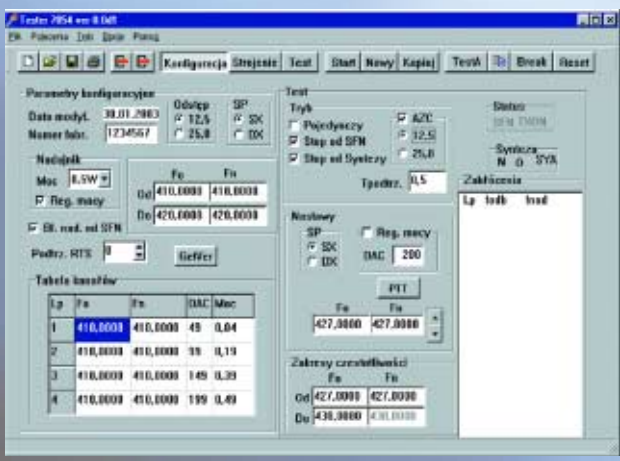 Tester 7054 ver 0.0d1
Plik Polecenia Opcje Pomoc
Konfiguracja Strojenie Test Start Nowy Kopiuj TestA Break Reset
Parametry konfiguracyjne
Data modyf. 30.01.2003
Numer fabr. 1234567
Odstęp
12,5
25,0
SP
SX
DX
Nadajnik
Moc 0,5W
Reg. mocy
Fo Fn
Od 410,0000 410,0000
Do 420,0000 420,0000
Bl. nad. od SFN
Podtrz. RTS 0
GetVer
Tabela kanałów
Lp Fo Fn DAC Moc
1 410,0000 410,0000 49 0,04
2 410,0000 410,0000 99 0,19
3 410,0000 410,0000 149 0,39
4 410,0000 410,0000 199 0,49
Test
Tryb
Pojedynczy
Stop od SFN
Stop od Syntezy
AZC
12,5
25,0
Tpodtrz. 0,5
Nastawy
SP
SX
DX
Reg. mocy
DAC 200
PTT
Fo Fn
427,0000 427,0000
Zakresy częstotliwości
Fo Fn
Od 427,0000 427,0000
Do 430,0000 430,0000
Status
SFN TXON
Synteza
N O SYA
Zakłócenia
Lp fodb fnad